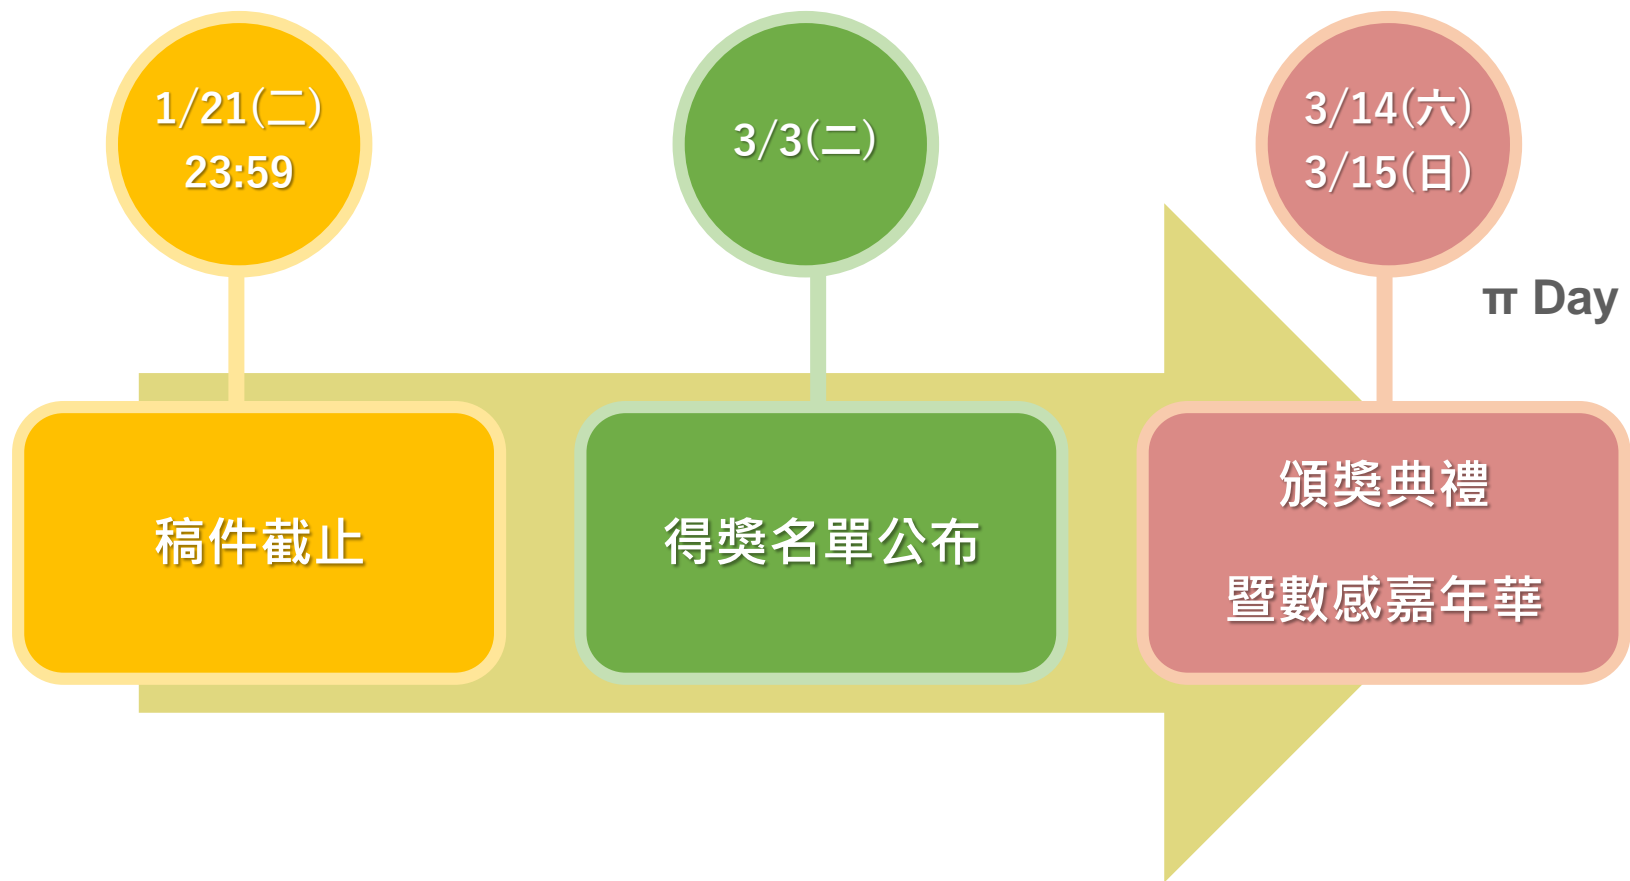 1/21(二)
23:59
3/3(二)
3/14(六)
3/15(日)
π Day
稿件截止
得獎名單公布
頒獎典禮
暨數感嘉年華